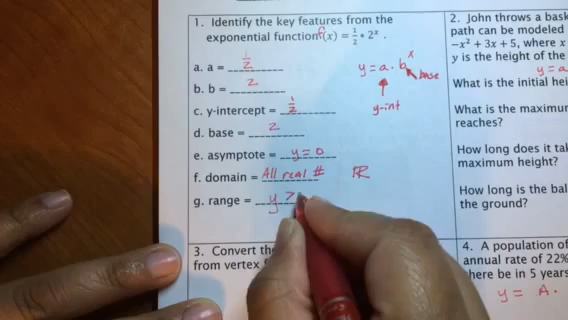 1. Identify the key features from the
exponential function f(x) = 1/2 • 2ˣ .
a. a = 1/2
b. b = 2
c. y-intercept = 1/2
d. base = 2
e. asymptote = y = 0
f. domain = All real # ℝ
g. range = y >
y = a · bˣ
base
y-int
2. John throws a bask
path can be modeled
−x² + 3x + 5, where x
y is the height of the
y = a
What is the initial hei
What is the maximum
reaches?
How long does it tak
maximum height?
How long is the bal
the ground?
3. Convert the
from vertex
4. A population of
annual rate of 22%
here be in 5 years
y = A.